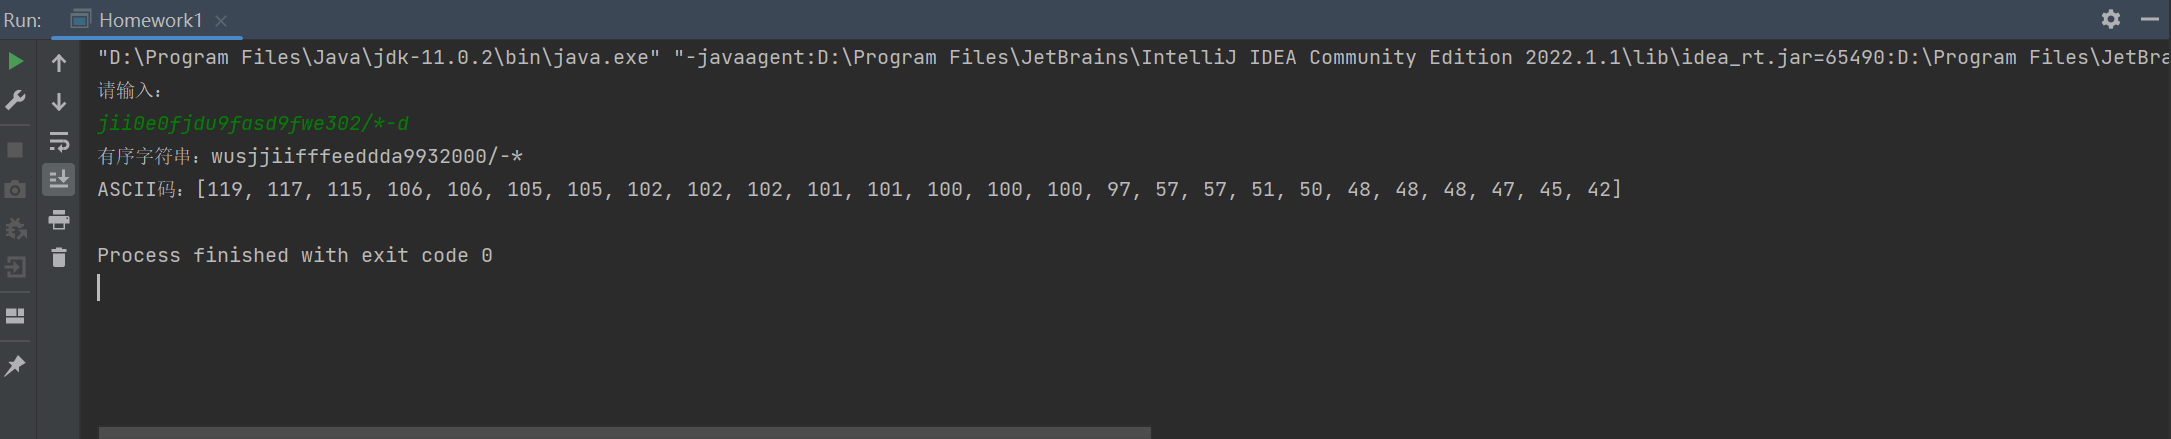 Run: Homework1
"D:\Program Files\Java\jdk-11.0.2\bin\java.exe" "-javaagent:D:\Program Files\JetBrains\IntelliJ IDEA Community Edition 2022.1.1\lib\idea_rt.jar=65490:D:\Program Files\JetBra
请输入：
jii0e0fjdu9fasd9fwe302/*-d
有序字符串：wusjjiifffeeddda9932000/-*
ASCII码：[119, 117, 115, 106, 106, 105, 105, 102, 102, 102, 101, 101, 100, 100, 100, 97, 57, 57, 51, 50, 48, 48, 48, 47, 45, 42]
Process finished with exit code 0